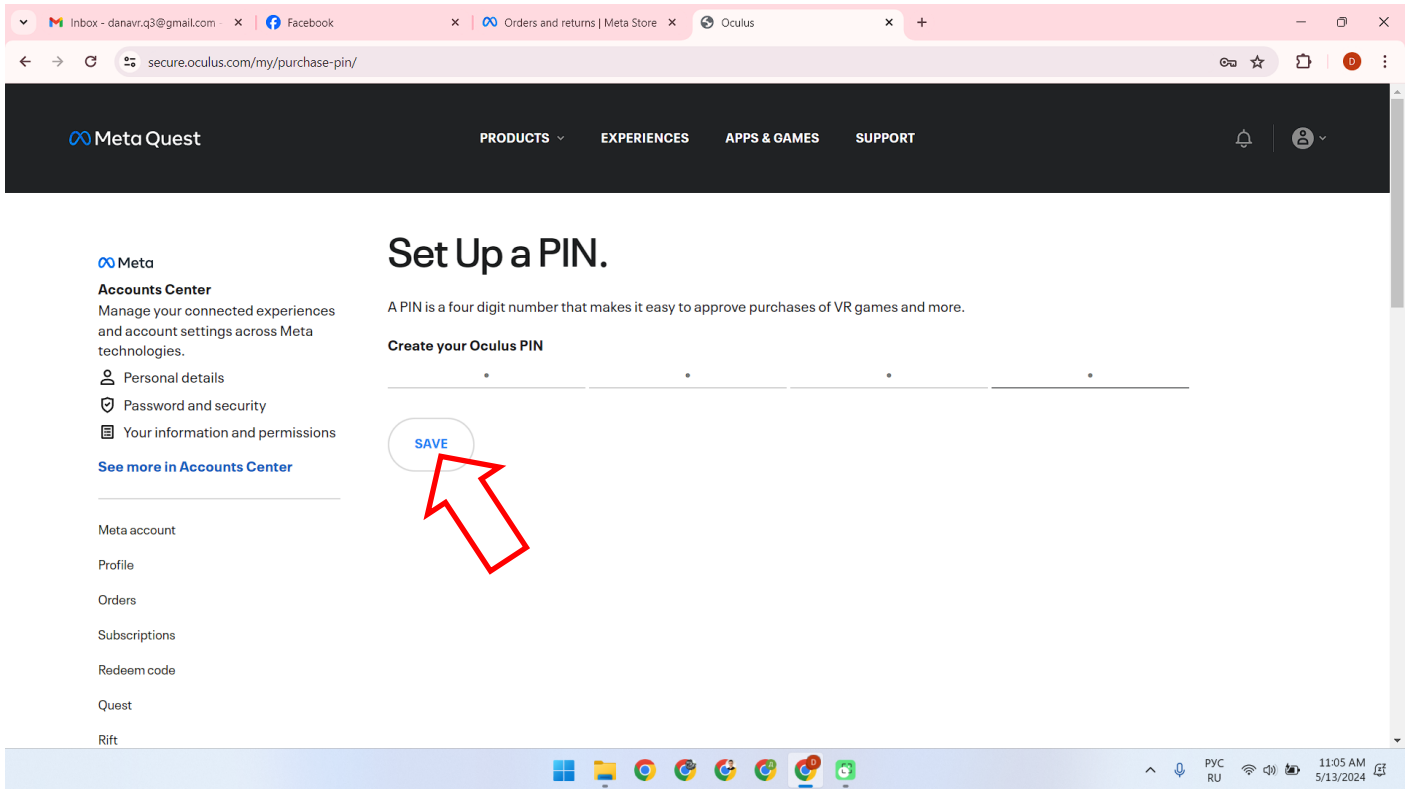 Inbox - danavr.q3@gmail.com -
Facebook
Orders and returns | Meta Store
Oculus
secure.oculus.com/my/purchase-pin/
D
Meta Quest
PRODUCTS
EXPERIENCES
APPS & GAMES
SUPPORT
Meta
Accounts Center
Manage your connected experiences
and account settings across Meta
technologies.
Personal details
Password and security
Your information and permissions
See more in Accounts Center
Meta account
Profile
Orders
Subscriptions
Redeem code
Quest
Rift
Set Up a PIN.
A PIN is a four digit number that makes it easy to approve purchases of VR games and more.
Create your Oculus PIN
SAVE
D
РУС
RU
11:05 AM
5/13/2024